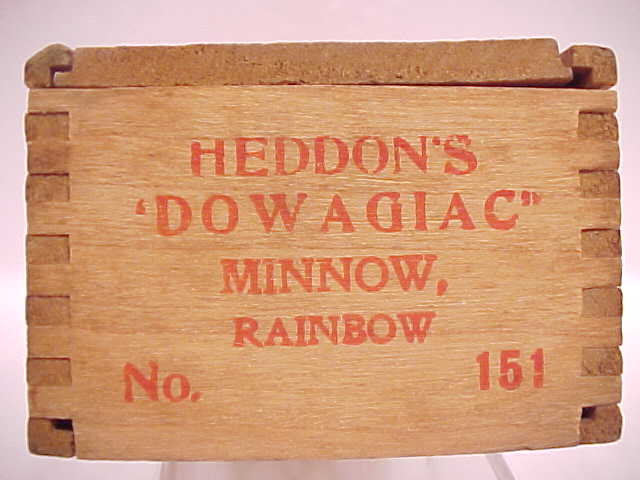 HEDDON'S
'DOWAGIAC"
MINNOW,
RAINBOW
No. 151